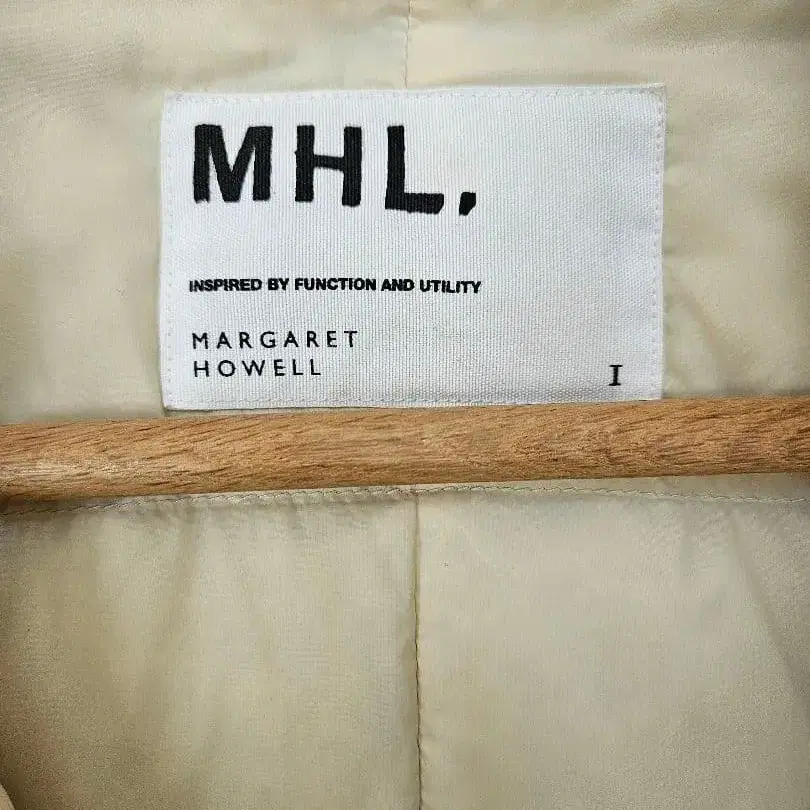 MHL.
INSPIRED BY FUNCTION AND UTILITY
MARGARET
HOWELL
I